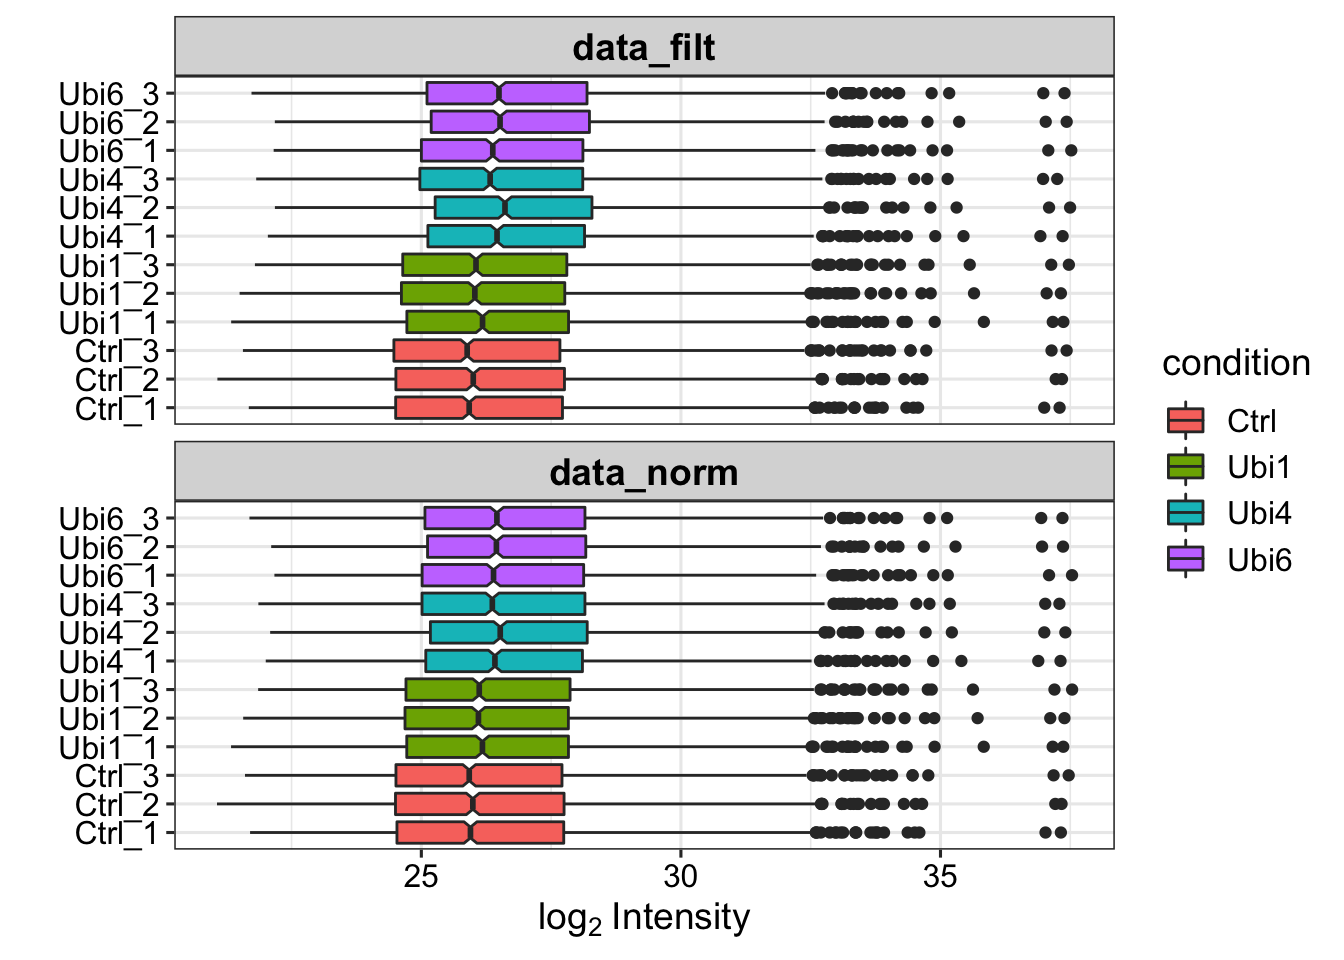 data_filt
Ubi6_3
Ubi6_2
Ubi6_1
Ubi4_3
Ubi4_2
Ubi4_1
Ubi1_3
Ubi1_2
Ubi1_1
Ctrl_3
Ctrl_2
Ctrl_1
data_norm
Ubi6_3
Ubi6_2
Ubi6_1
Ubi4_3
Ubi4_2
Ubi4_1
Ubi1_3
Ubi1_2
Ubi1_1
Ctrl_3
Ctrl_2
Ctrl_1
25 30 35
log₂ Intensity
condition
Ctrl
Ubi1
Ubi4
Ubi6